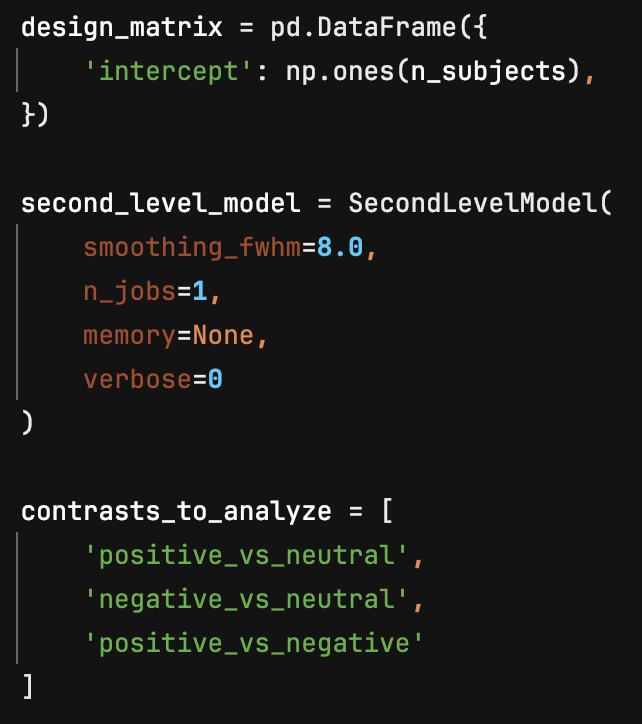 design_matrix = pd.DataFrame({
    'intercept': np.ones(n_subjects),
})

second_level_model = SecondLevelModel(
    smoothing_fwhm=8.0,
    n_jobs=1,
    memory=None,
    verbose=0
)

contrasts_to_analyze = [
    'positive_vs_neutral',
    'negative_vs_neutral',
    'positive_vs_negative'
]